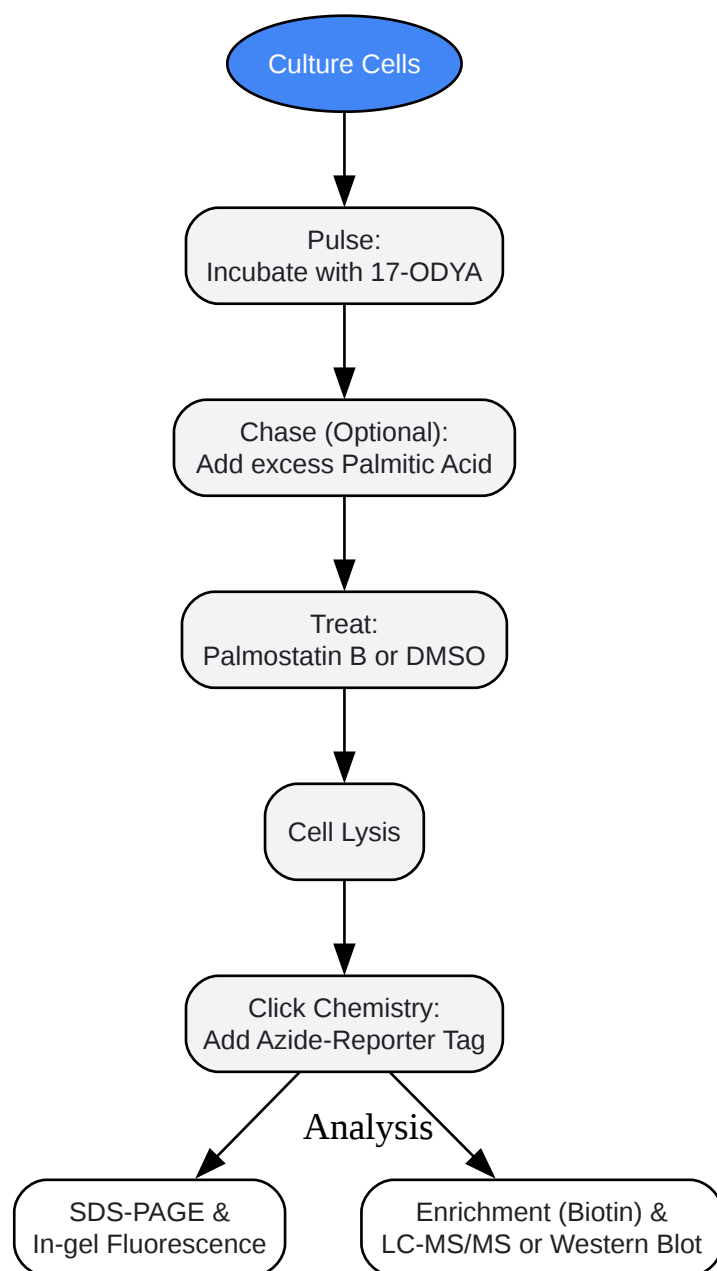 Culture Cells
Pulse:
Incubate with 17-ODYA
Chase (Optional):
Add excess Palmitic Acid
Treat:
Palmostatin B or DMSO
Cell Lysis
Click Chemistry:
Add Azide-Reporter Tag
Analysis
SDS-PAGE &
In-gel Fluorescence
Enrichment (Biotin) &
LC-MS/MS or Western Blot